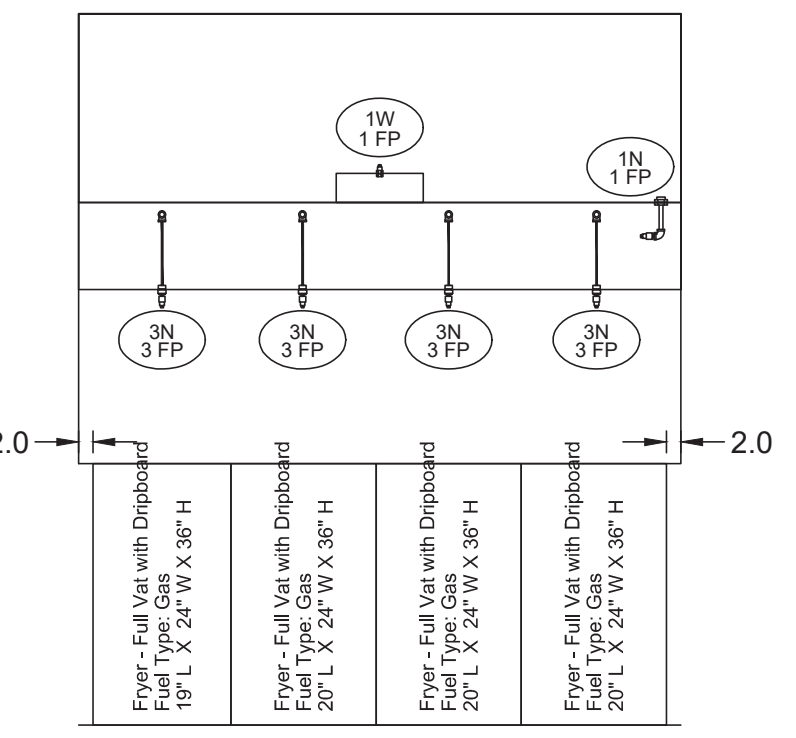 1W
1 FP
1N
1 FP
3N
3 FP
3N
3 FP
3N
3 FP
3N
3 FP
2.0
2.0
Fryer - Full Vat with Dripboard
Fuel Type: Gas
19" L X 24" W X 36" H
Fryer - Full Vat with Dripboard
Fuel Type: Gas
20" L X 24" W X 36" H
Fryer - Full Vat with Dripboard
Fuel Type: Gas
20" L X 24" W X 36" H
Fryer - Full Vat with Dripboard
Fuel Type: Gas
20" L X 24" W X 36" H